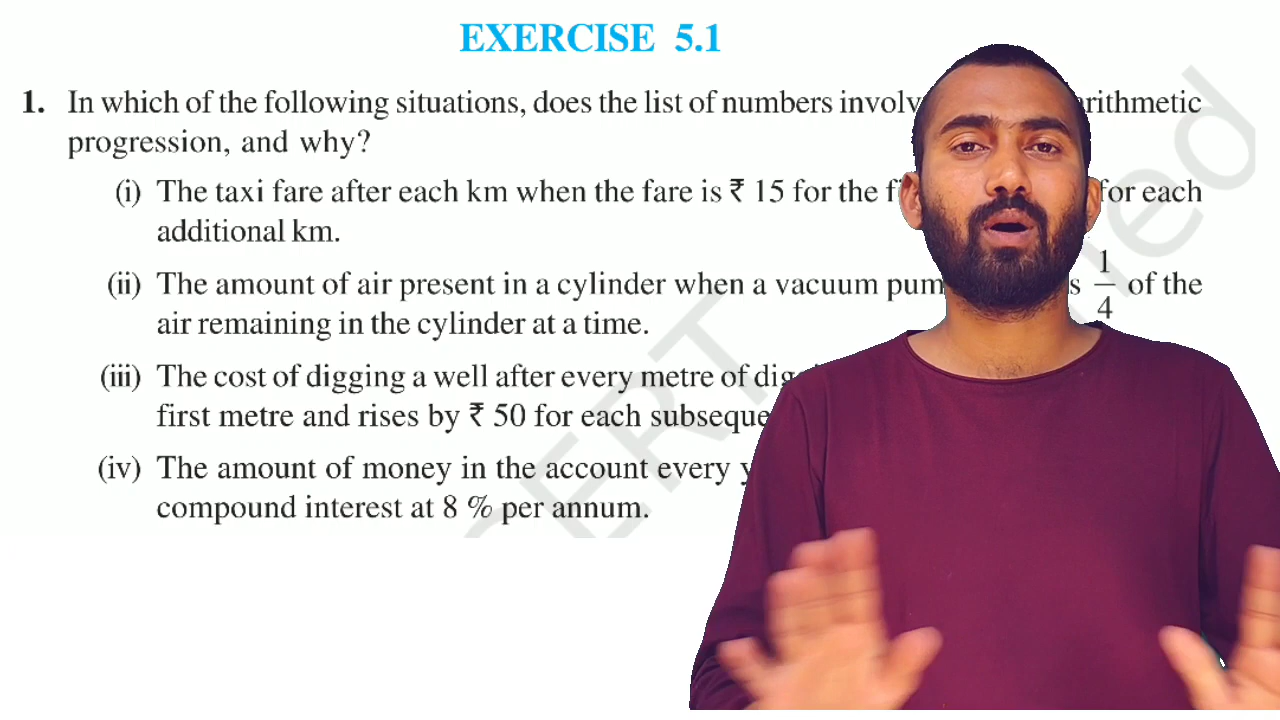 EXERCISE 5.1
1. In which of the following situations, does the list of numbers arithmetic
progression, and why?
(i) The taxi fare after each km when the fare is ₹ 15 for the for each
additional km.
(ii) The amount of air present in a cylinder when a vacuum 1/4 of the
air remaining in the cylinder at a time.
(iii) The cost of digging a well after every metre of
first metre and rises by ₹ 50 for each
(iv) The amount of money in the account every
compound interest at 8 % per annum.